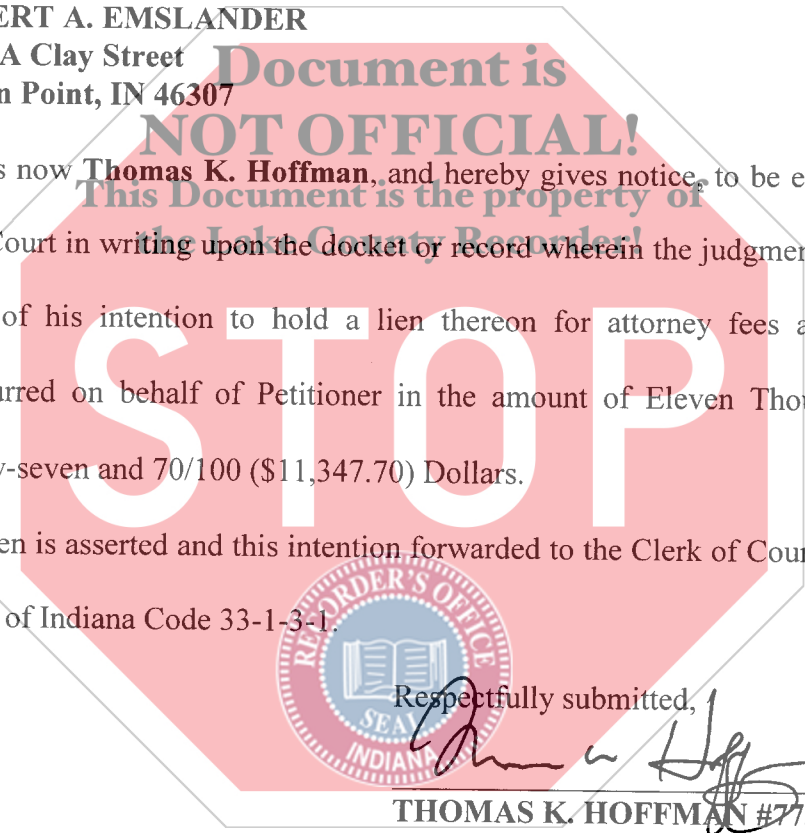 ERT A. EMSLANDER
A Clay Street
n Point, IN 46307
Document is
NOT OFFICIAL!
This Document is the property of
the Lake County Recorder!
s now Thomas K. Hoffman, and hereby gives notice, to be e
Court in writing upon the docket or record wherein the judgmen
of his intention to hold a lien thereon for attorney fees a
urred on behalf of Petitioner in the amount of Eleven Thou
y-seven and 70/100 ($11,347.70) Dollars.
en is asserted and this intention forwarded to the Clerk of Cour
of Indiana Code 33-1-3-1.
STOP
RECORDER'S OFFICE
SEAL
INDIANA
Respectfully submitted,
THOMAS K. HOFFMAN #77